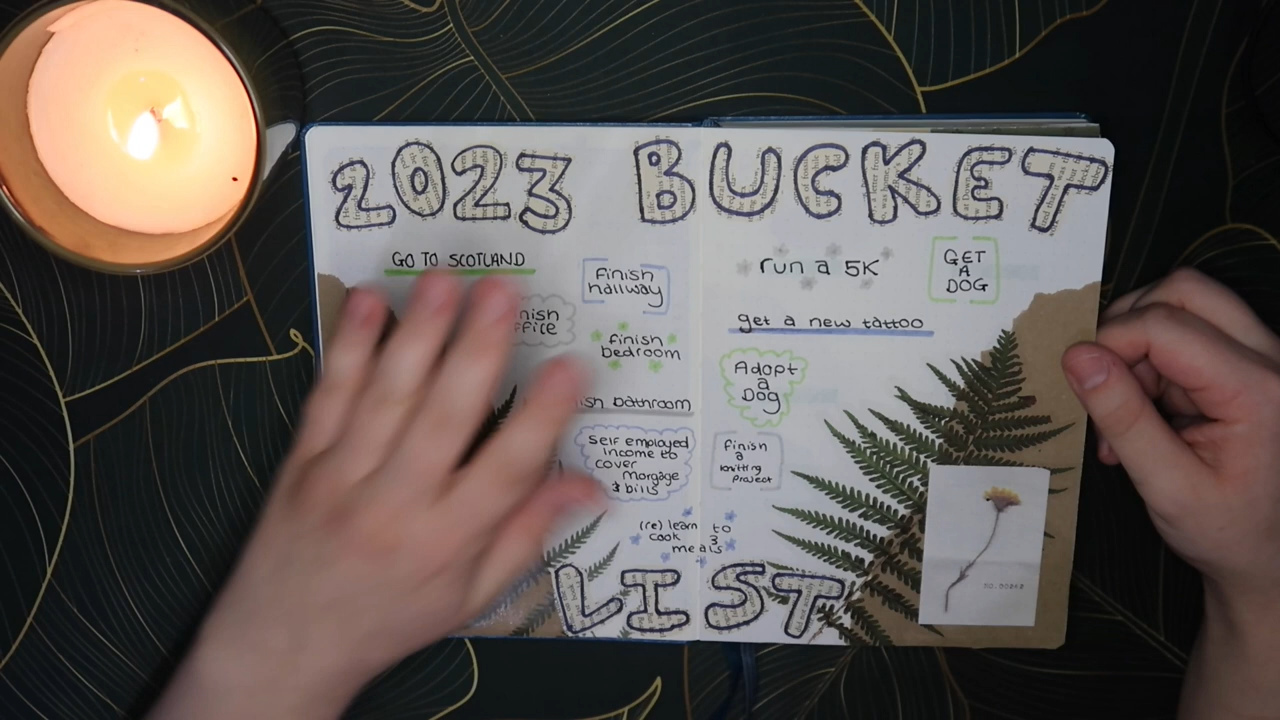 2023 BUCKET
GO TO SCOTLAND
finish
hallway
finish
bedroom
bathroom
Self employed
income to
cover
Morgage
& bills
(re) learn to
cook 3
meals
run a 5K
GET
A
DOG
get a new tattoo
Adopt
a
Dog
finish
a
knitting
project
LIST